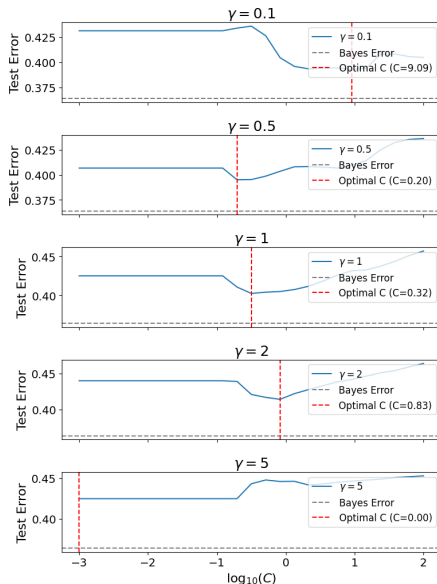 γ = 0.1
Test Error
0.425
0.400
0.375
γ = 0.1
Bayes Error
Optimal C (C=9.09)
γ = 0.5
Test Error
0.425
0.400
0.375
γ = 0.5
Bayes Error
Optimal C (C=0.20)
γ = 1
Test Error
0.45
0.40
γ = 1
Bayes Error
Optimal C (C=0.32)
γ = 2
Test Error
0.45
0.40
γ = 2
Bayes Error
Optimal C (C=0.83)
γ = 5
Test Error
0.45
0.40
γ = 5
Bayes Error
Optimal C (C=0.00)
−3 −2 −1 0 1 2
log₁₀(C)